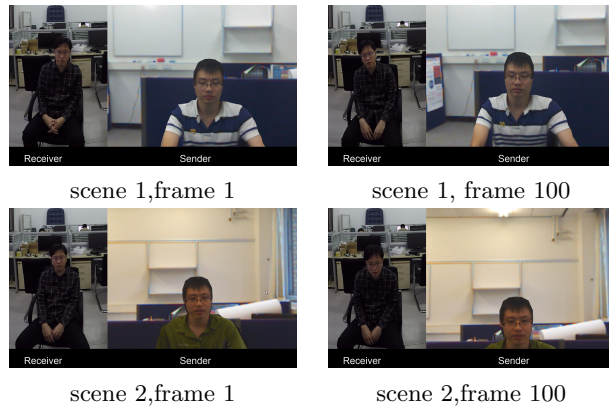 Receiver Sender Receiver Sender
scene 1,frame 1 scene 1, frame 100
Receiver Sender Receiver Sender
scene 2,frame 1 scene 2,frame 100